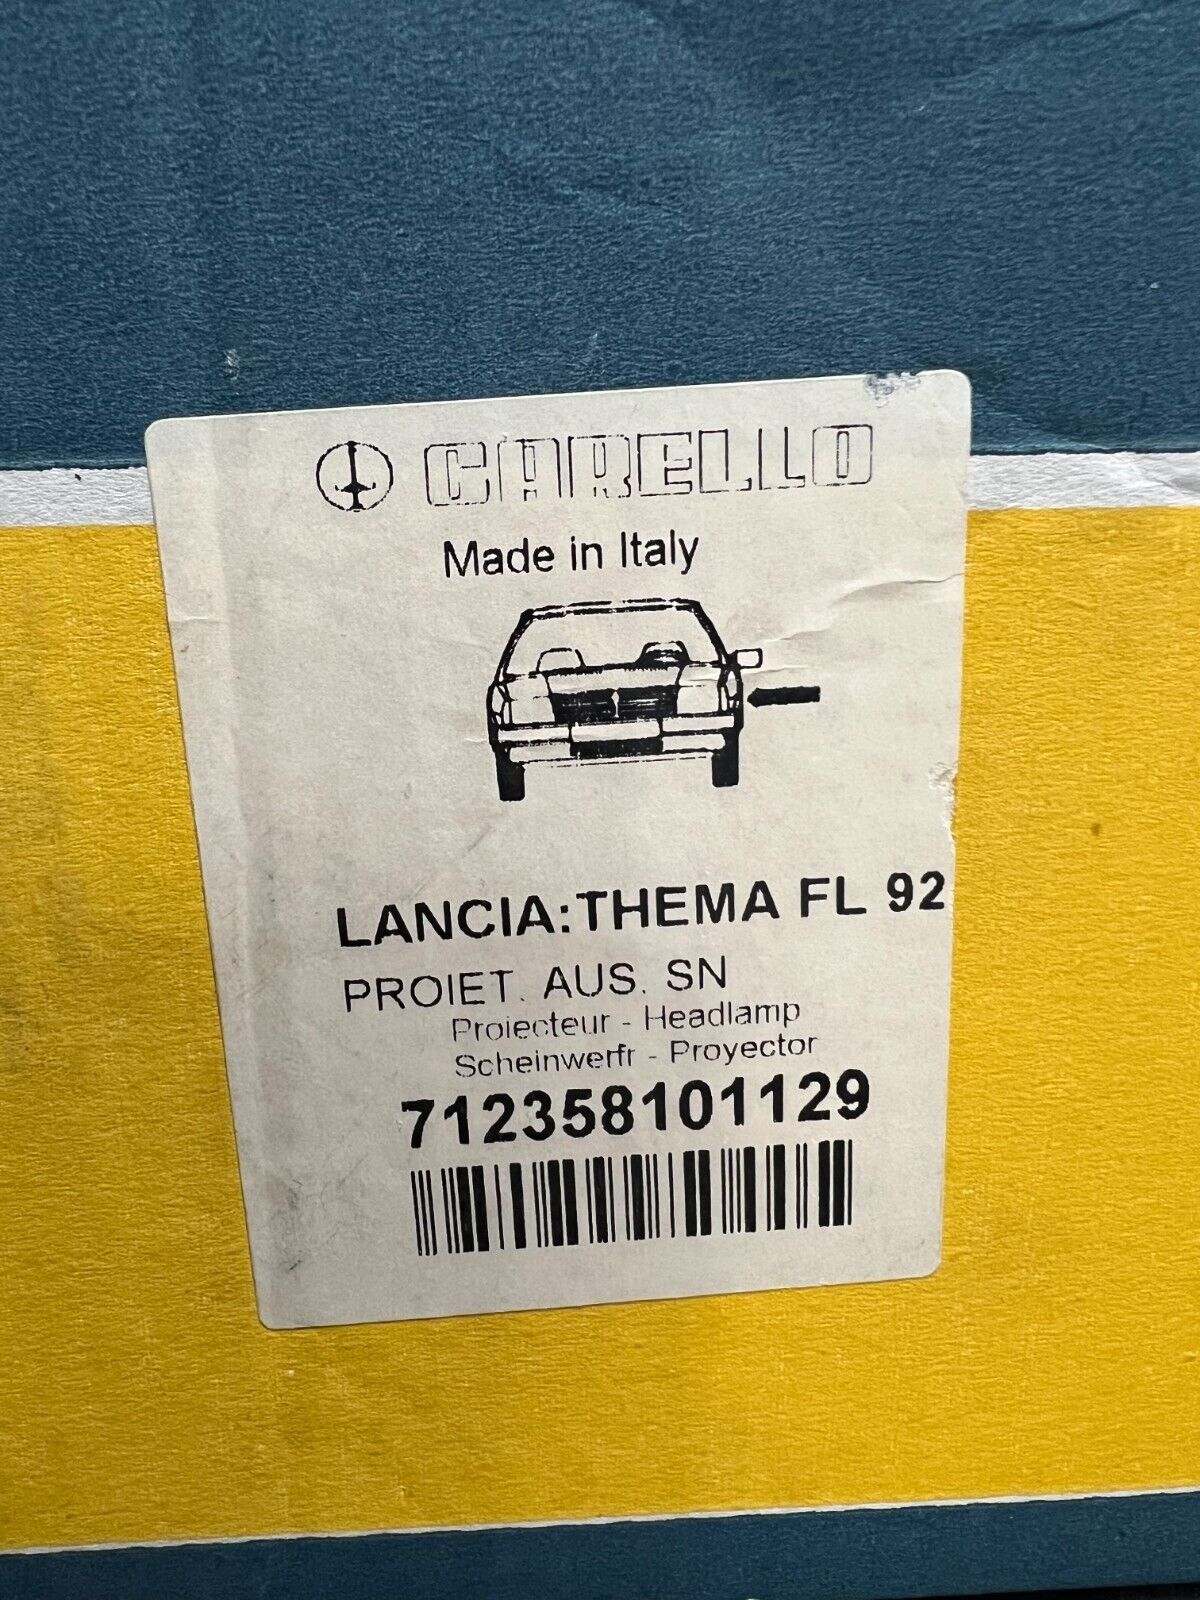 CARELLO
Made in Italy
LANCIA:THEMA FL 92
PROIET. AUS. SN
Proiecteur - Headlamp
Scheinwerfr - Proyector
712358101129